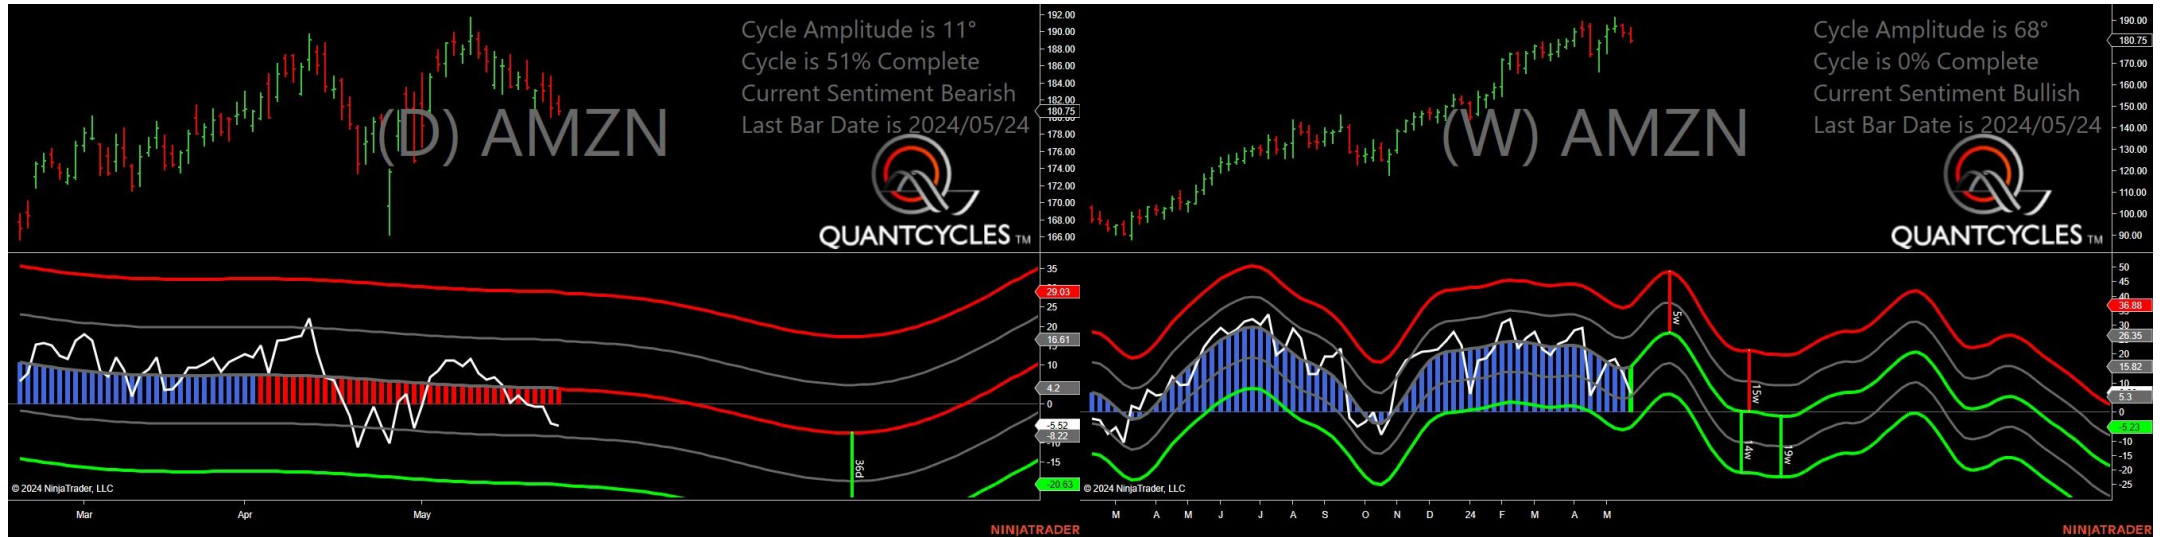 Cycle Amplitude is 11°
Cycle is 51% Complete
Current Sentiment Bearish
Last Bar Date is 2024/05/24
(D) AMZN
QUANTCYCLES TM
192.00
190.00
188.00
186.00
184.00
182.00
180.75
178.00
176.00
174.00
172.00
170.00
168.00
166.00
35
29.03
25
20
16.61
10
4.2
0
-5.52
-8.22
-10
-15
-20.63
36d
© 2024 NinjaTrader, LLC
Mar Apr May
NINJATRADER
Cycle Amplitude is 68°
Cycle is 0% Complete
Current Sentiment Bullish
Last Bar Date is 2024/05/24
(W) AMZN
QUANTCYCLES TM
190.00
180.75
170.00
160.00
150.00
140.00
130.00
120.00
110.00
100.00
90.00
50
45
40
36.88
30
26.35
20
15.82
10
5.3
0
-5.23
-10
-15
-20
-25
5w
15w
14w
19w
© 2024 NinjaTrader, LLC
M A M J J A S O N D 24 F M A M
NINJATRADER